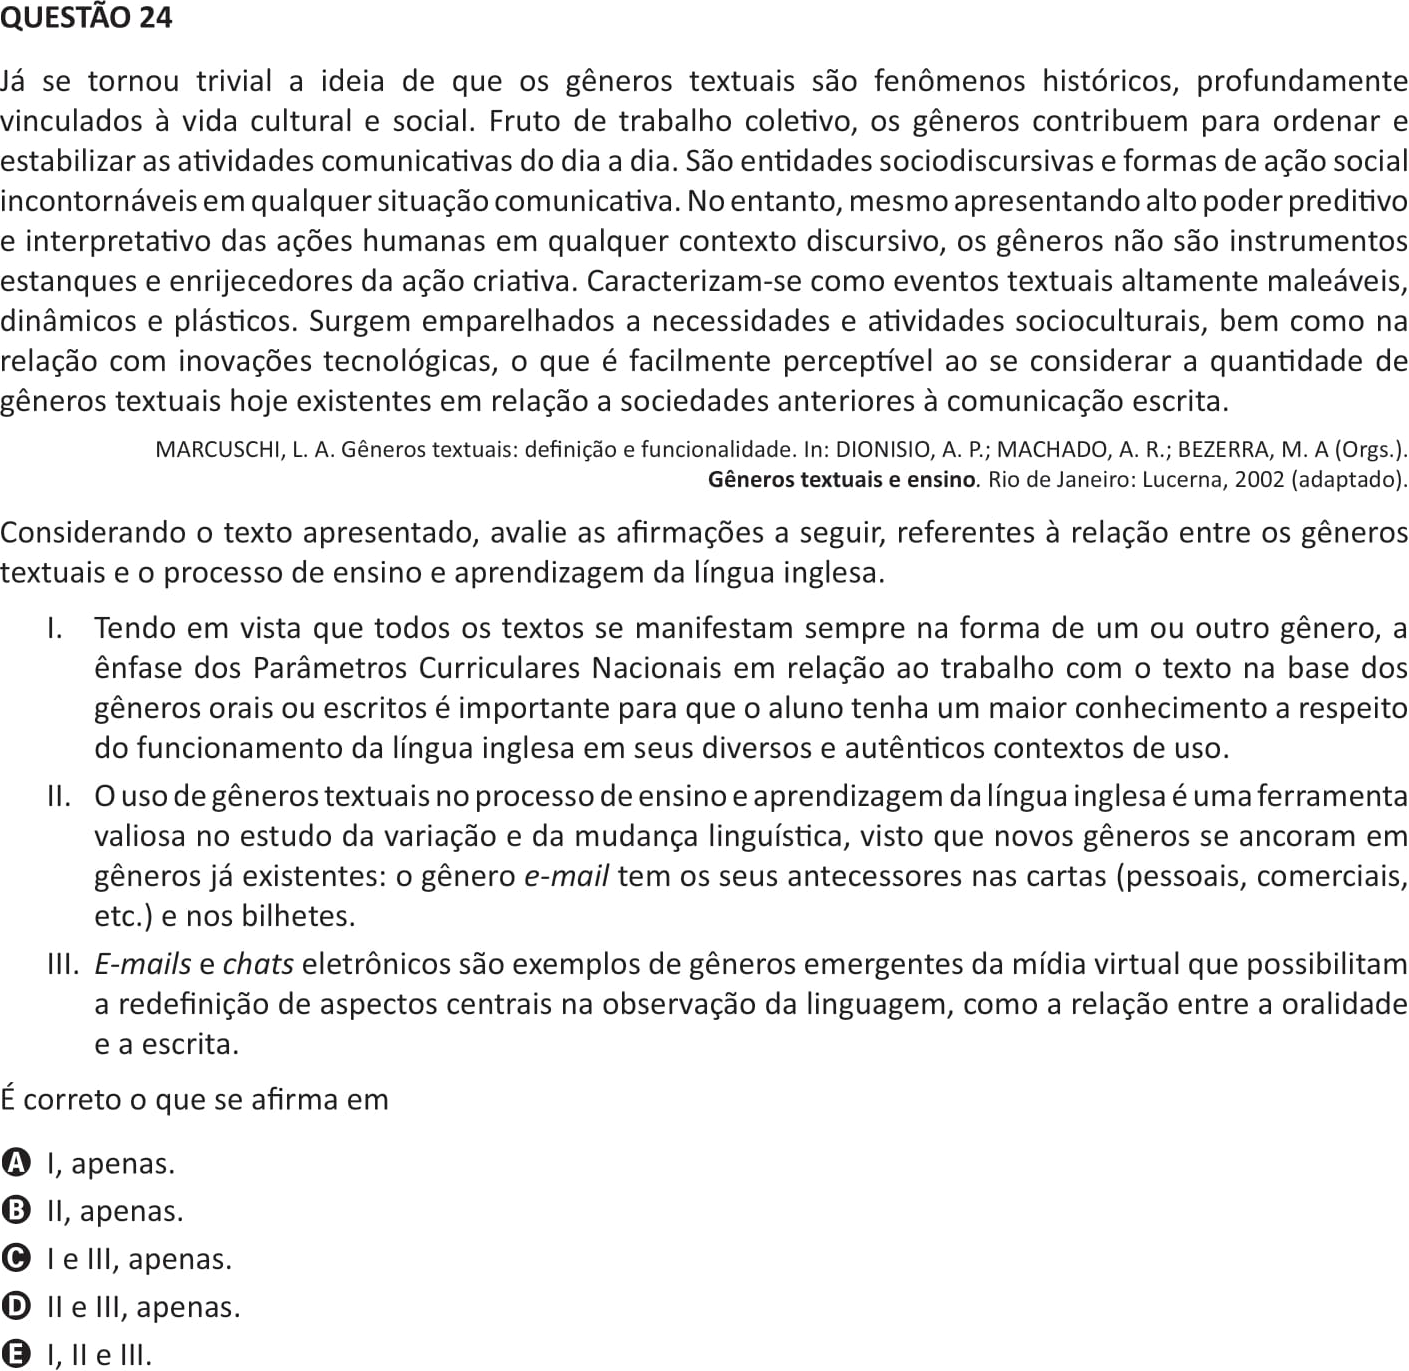 QUESTÃO 24
Já se tornou trivial a ideia de que os gêneros textuais são fenômenos históricos, profundamente
vinculados à vida cultural e social. Fruto de trabalho coletivo, os gêneros contribuem para ordenar e
estabilizar as atividades comunicativas do dia a dia. São entidades sociodiscursivas e formas de ação social
incontornáveis em qualquer situação comunicativa. No entanto, mesmo apresentando alto poder preditivo
e interpretativo das ações humanas em qualquer contexto discursivo, os gêneros não são instrumentos
estanques e enrijecedores da ação criativa. Caracterizam-se como eventos textuais altamente maleáveis,
dinâmicos e plásticos. Surgem emparelhados a necessidades e atividades socioculturais, bem como na
relação com inovações tecnológicas, o que é facilmente perceptível ao se considerar a quantidade de
gêneros textuais hoje existentes em relação a sociedades anteriores à comunicação escrita.
MARCUSCHI, L. A. Gêneros textuais: definição e funcionalidade. In: DIONISIO, A. P.; MACHADO, A. R.; BEZERRA, M. A (Orgs.).
Gêneros textuais e ensino. Rio de Janeiro: Lucerna, 2002 (adaptado).
Considerando o texto apresentado, avalie as afirmações a seguir, referentes à relação entre os gêneros
textuais e o processo de ensino e aprendizagem da língua inglesa.
I. Tendo em vista que todos os textos se manifestam sempre na forma de um ou outro gênero, a
ênfase dos Parâmetros Curriculares Nacionais em relação ao trabalho com o texto na base dos
gêneros orais ou escritos é importante para que o aluno tenha um maior conhecimento a respeito
do funcionamento da língua inglesa em seus diversos e autênticos contextos de uso.
II. O uso de gêneros textuais no processo de ensino e aprendizagem da língua inglesa é uma ferramenta
valiosa no estudo da variação e da mudança linguística, visto que novos gêneros se ancoram em
gêneros já existentes: o gênero e-mail tem os seus antecessores nas cartas (pessoais, comerciais,
etc.) e nos bilhetes.
III. E-mails e chats eletrônicos são exemplos de gêneros emergentes da mídia virtual que possibilitam
a redefinição de aspectos centrais na observação da linguagem, como a relação entre a oralidade
e a escrita.
É correto o que se afirma em
A I, apenas.
B II, apenas.
C I e III, apenas.
D II e III, apenas.
E I, II e III.